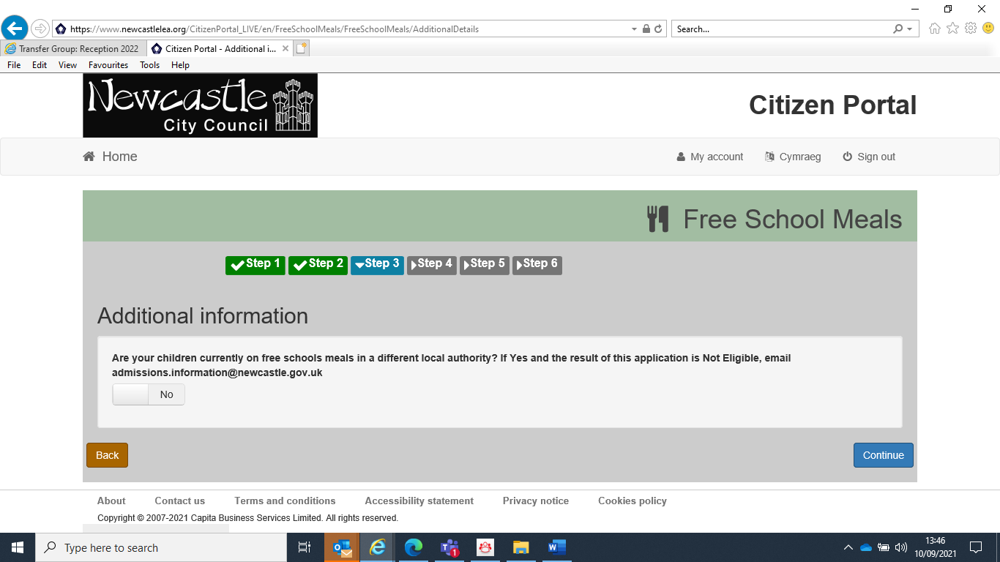 https://www.newcastlelea.org/CitizenPortal_LIVE/en/FreeSchoolMeals/FreeSchoolMeals/AdditionalDetails
Search...
Transfer Group: Reception 2022
Citizen Portal - Additional i...
File Edit View Favourites Tools Help
Newcastle
City Council
Citizen Portal
Home
My account Cymraeg Sign out
Free School Meals
Step 1 Step 2 Step 3 Step 4 Step 5 Step 6
Additional information
Are your children currently on free schools meals in a different local authority? If Yes and the result of this application is Not Eligible, email
admissions.information@newcastle.gov.uk
No
Back Continue
About Contact us Terms and conditions Accessibility statement Privacy notice Cookies policy
Copyright © 2007-2021 Capita Business Services Limited. All rights reserved.
Type here to search
1
13:46
10/09/2021